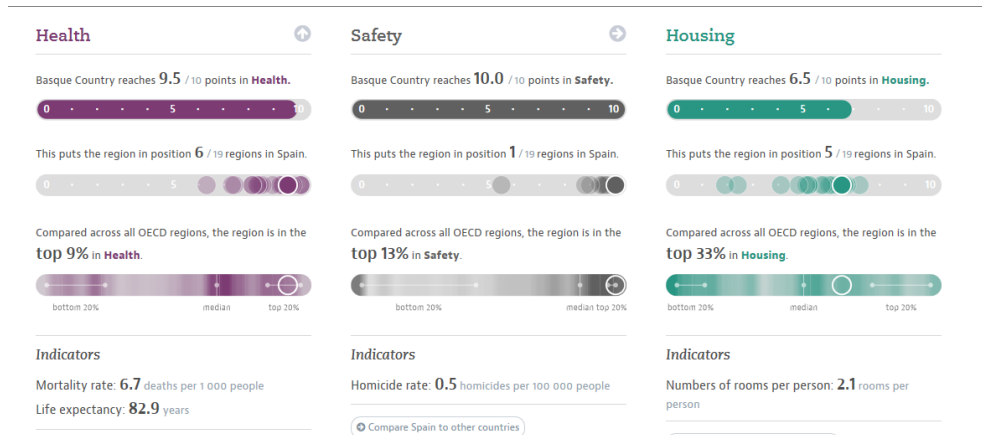 Health
Basque Country reaches 9.5 / 10 points in Health.
0 5 10
This puts the region in position 6 / 19 regions in Spain.
0 5
Compared across all OECD regions, the region is in the
top 9% in Health.
bottom 20% median top 20%
Indicators
Mortality rate: 6.7 deaths per 1 000 people
Life expectancy: 82.9 years
Safety
Basque Country reaches 10.0 / 10 points in Safety.
0 5 10
This puts the region in position 1 / 19 regions in Spain.
0 5
Compared across all OECD regions, the region is in the
top 13% in Safety.
bottom 20% median top 20%
Indicators
Homicide rate: 0.5 homicides per 100 000 people
Compare Spain to other countries
Housing
Basque Country reaches 6.5 / 10 points in Housing.
0 5 10
This puts the region in position 5 / 19 regions in Spain.
0 10
Compared across all OECD regions, the region is in the
top 33% in Housing.
bottom 20% median top 20%
Indicators
Numbers of rooms per person: 2.1 rooms per
person